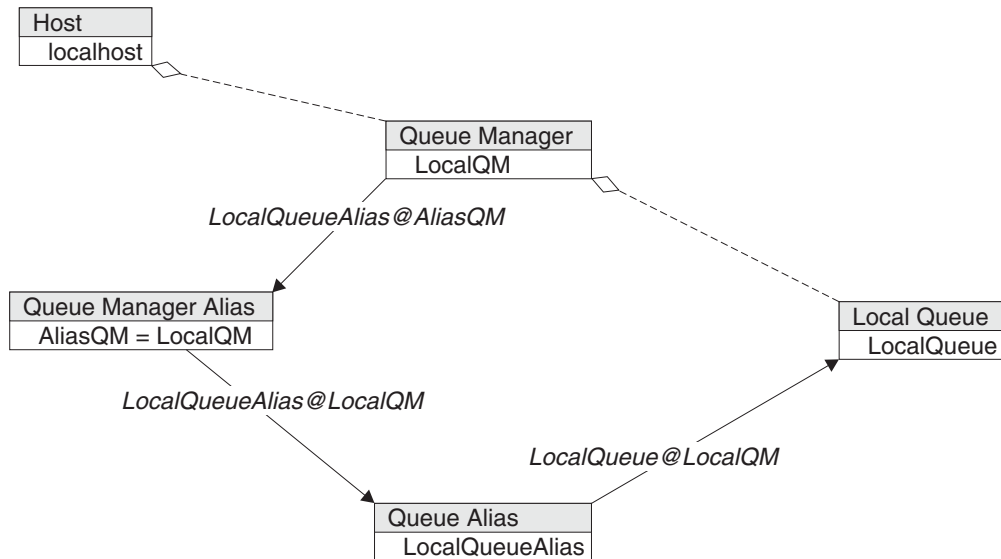 Host
localhost
Queue Manager
LocalQM
LocalQueueAlias@AliasQM
Queue Manager Alias
AliasQM = LocalQM
Local Queue
LocalQueue
LocalQueueAlias@LocalQM
LocalQueue@LocalQM
Queue Alias
LocalQueueAlias